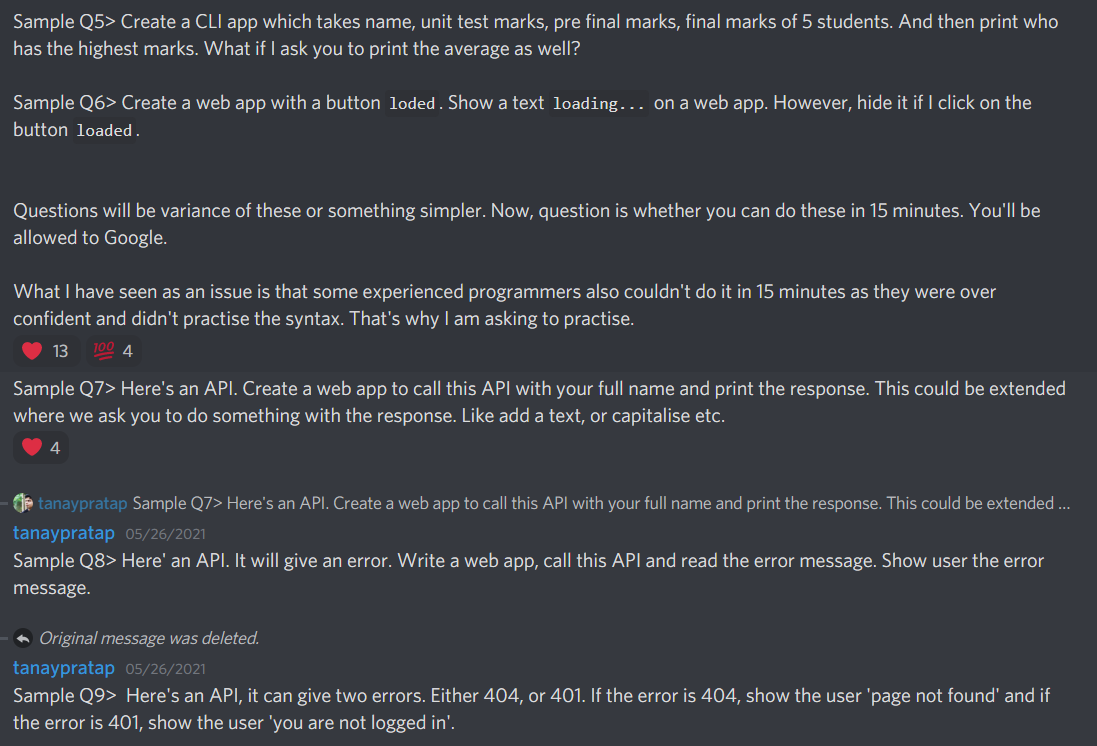 Sample Q5> Create a CLI app which takes name, unit test marks, pre final marks, final marks of 5 students. And then print who
has the highest marks. What if I ask you to print the average as well?
Sample Q6> Create a web app with a button loded. Show a text loading... on a web app. However, hide it if I click on the
button loaded.
Questions will be variance of these or something simpler. Now, question is whether you can do these in 15 minutes. You'll be
allowed to Google.
What I have seen as an issue is that some experienced programmers also couldn't do it in 15 minutes as they were over
confident and didn't practise the syntax. That's why I am asking to practise.
13 100 4
Sample Q7> Here's an API. Create a web app to call this API with your full name and print the response. This could be extended
where we ask you to do something with the response. Like add a text, or capitalise etc.
4
tanaypratap Sample Q7> Here's an API. Create a web app to call this API with your full name and print the response. This could be extended ...
tanaypratap 05/26/2021
Sample Q8> Here' an API. It will give an error. Write a web app, call this API and read the error message. Show user the error
message.
Original message was deleted.
tanaypratap 05/26/2021
Sample Q9>  Here's an API, it can give two errors. Either 404, or 401. If the error is 404, show the user 'page not found' and if
the error is 401, show the user 'you are not logged in'.